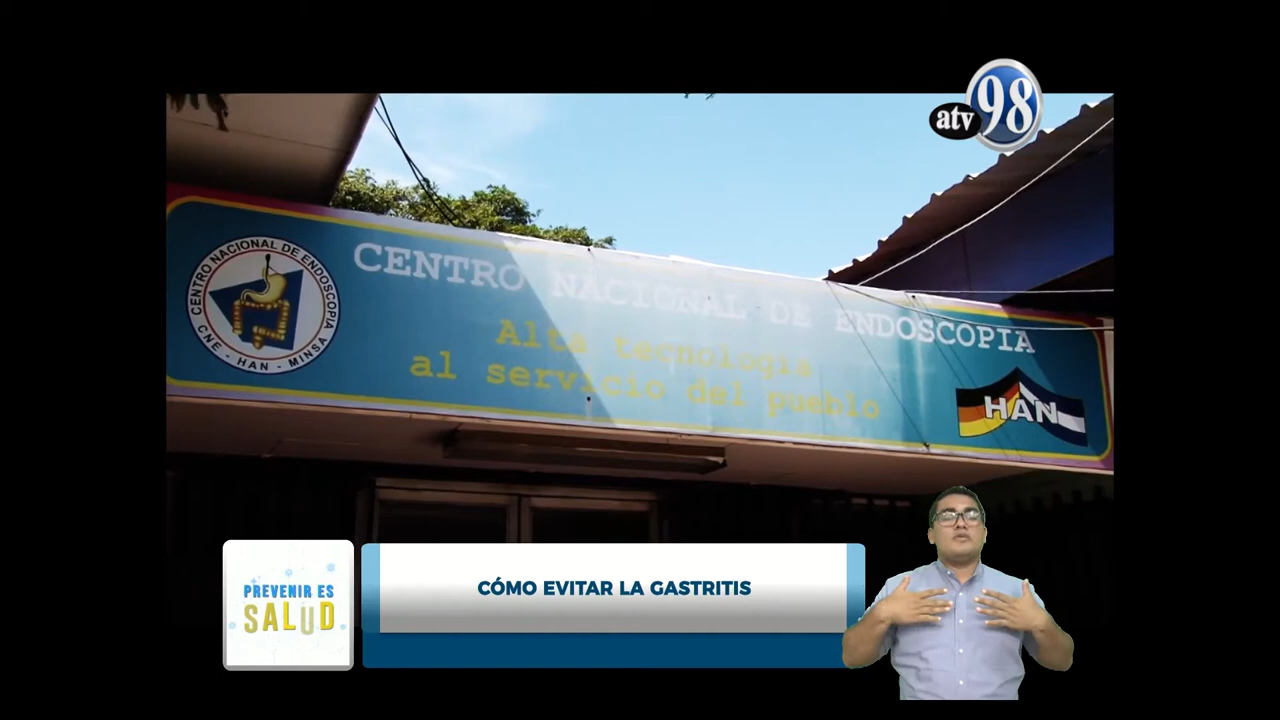 atv 98
CENTRO NACIONAL DE ENDOSCOPIA
CENTRO NACIONAL DE ENDOSCOPIA
CNE - HAN - MINSA
Alta tecnologia
al servicio del pueblo
HAN
PREVENIR ES
SALUD
CÓMO EVITAR LA GASTRITIS